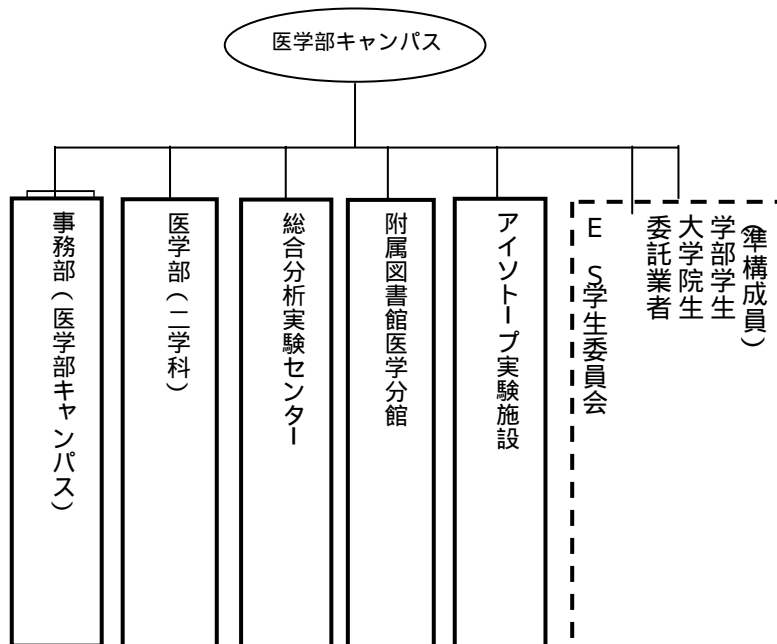 医学部キャンパス
事務部(医学部キャンパス)
医学部(二学科)
総合分析実験センター
附属図書館医学分館
アイソトープ実験施設
(準構成員)
学部学生
大学院生
委託業者
E S学生委員会